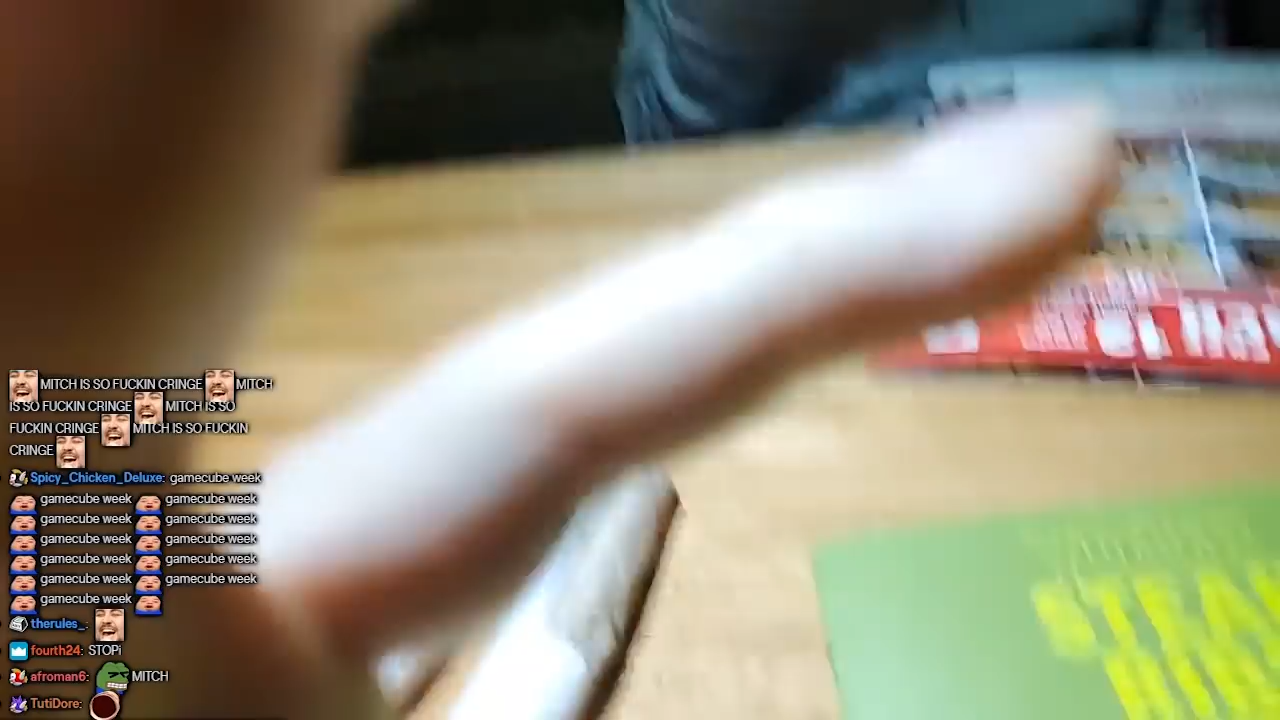 MITCH IS SO FUCKIN CRINGE MITCH
IS SO FUCKIN CRINGE MITCH IS SO
FUCKIN CRINGE MITCH IS SO FUCKIN
CRINGE
Spicy_Chicken_Deluxe: gamecube week
gamecube week gamecube week
gamecube week gamecube week
gamecube week gamecube week
gamecube week gamecube week
gamecube week gamecube week
gamecube week
therules_:
fourth24: STOPi
afroman6: MITCH
TutiDore: